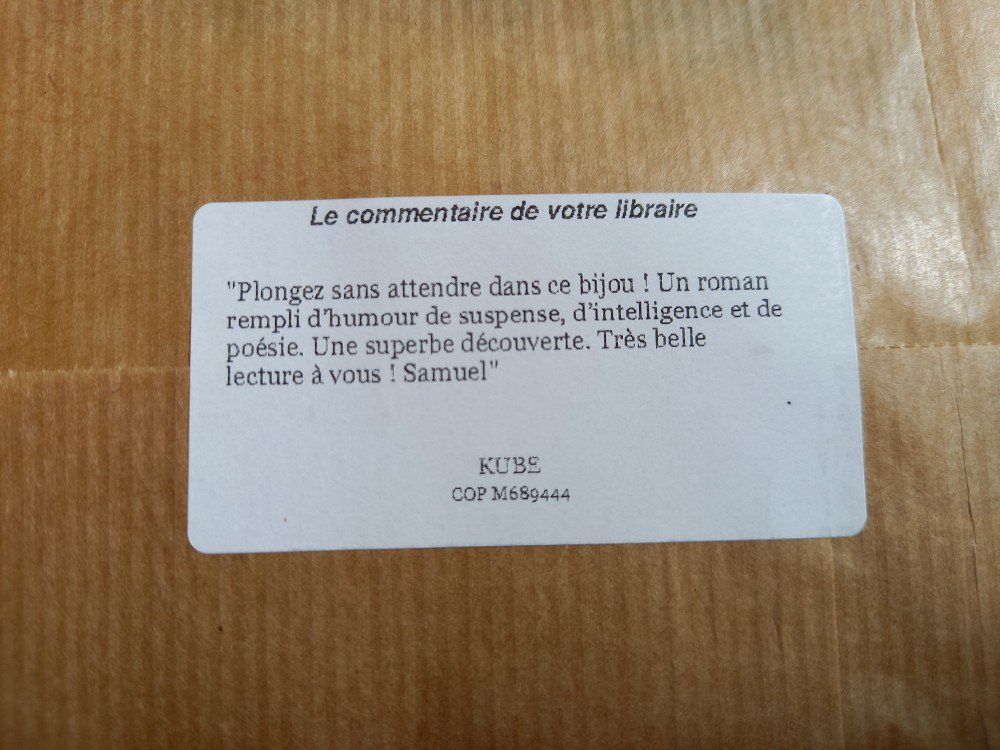 Le commentaire de votre libraire
"Plongez sans attendre dans ce bijou ! Un roman
rempli d'humour de suspense, d'intelligence et de
poésie. Une superbe découverte. Très belle
lecture à vous ! Samuel"
KUBE
COP M689444